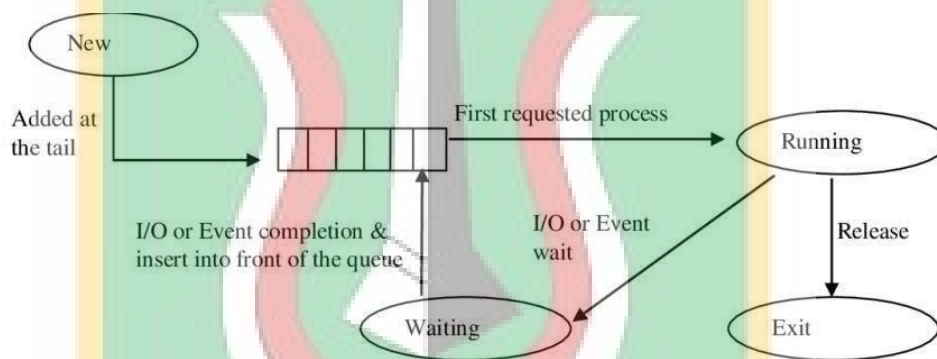 New
Added at
the tail
First requested process
Running
I/O or Event completion &
insert into front of the queue
I/O or Event
wait
Release
Waiting
Exit